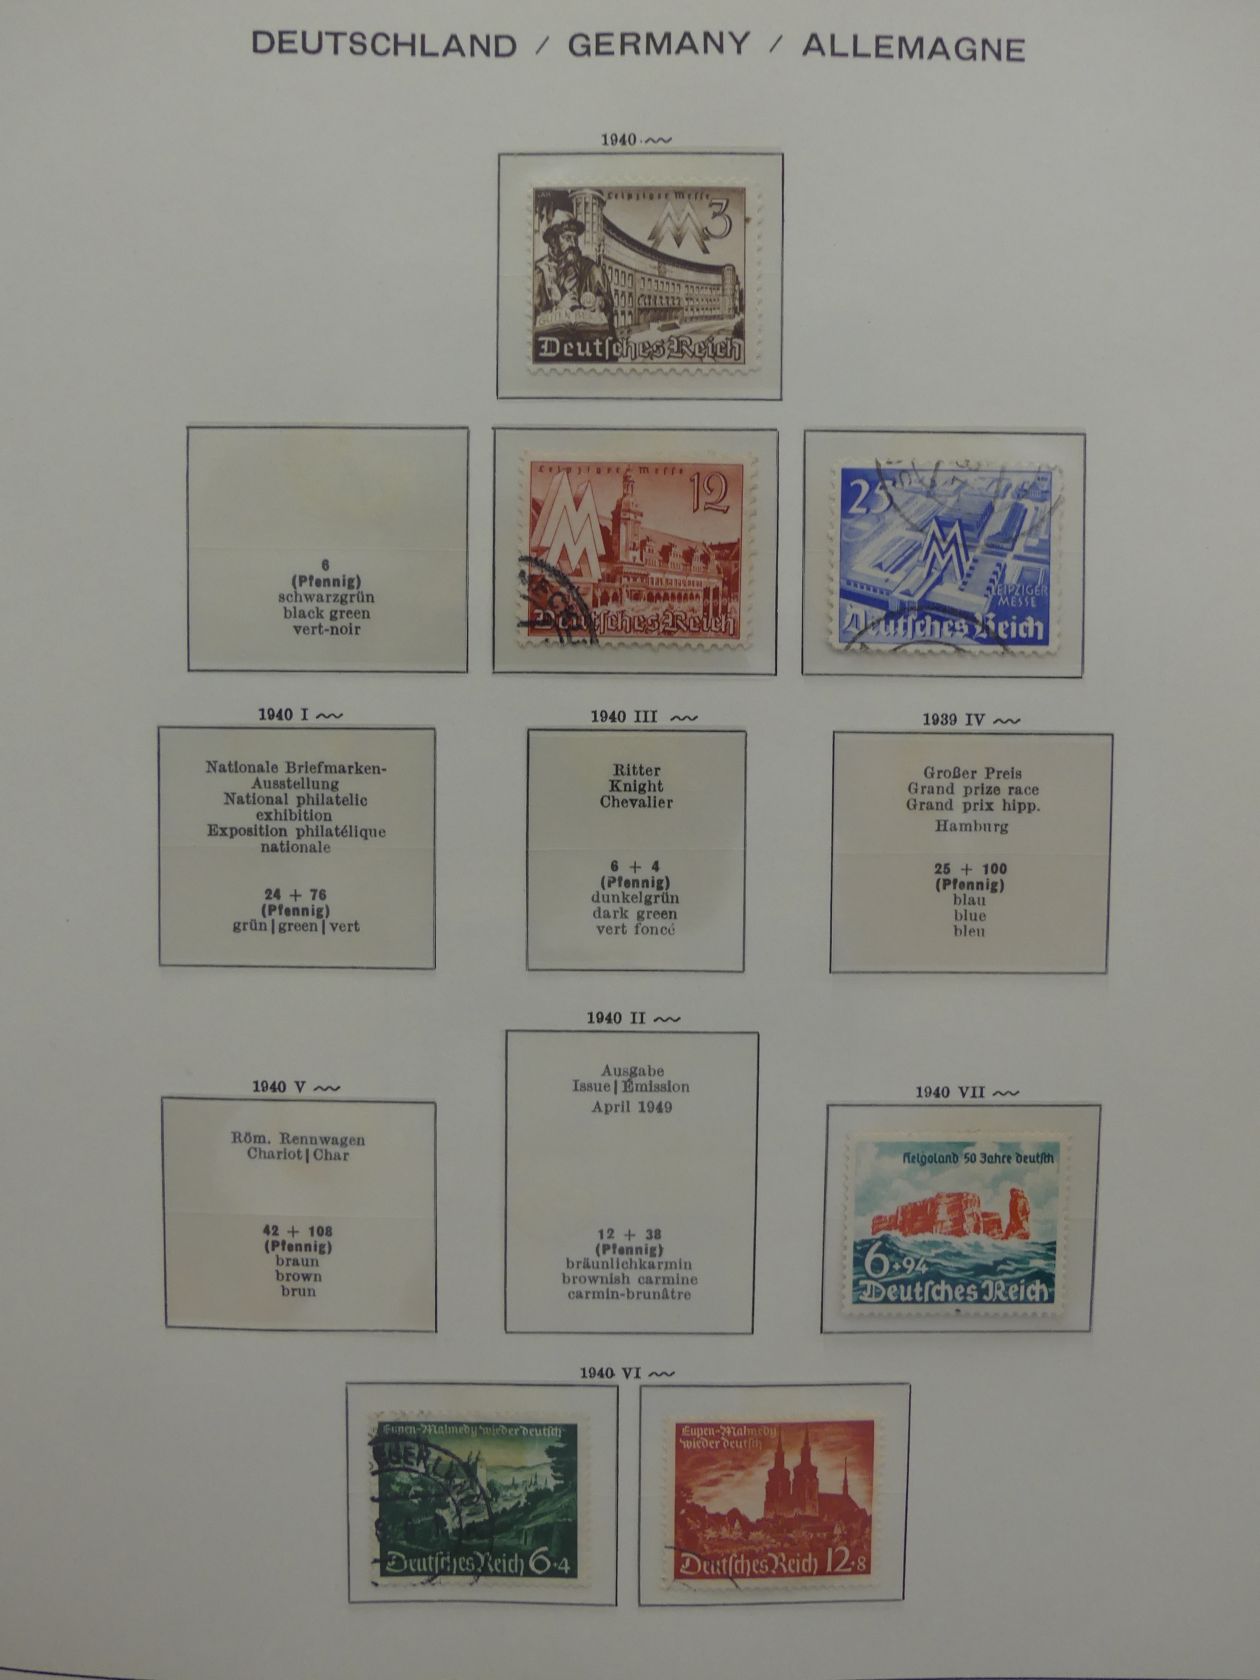 DEUTSCHLAND / GERMANY / ALLEMAGNE
1940
Leipziger Messe
3
Deutsches Reich
6
(Pfennig)
schwarzgrün
black green
vert-noir
Leipziger Messe
12
Deutsches Reich
25
LEIPZIGER
MESSE
Deutsches Reich
1940 I
Nationale Briefmarken-
Ausstellung
National philatelic
exhibition
Exposition philatélique
nationale
24 + 76
(Pfennig)
grün|green|vert
1940 III
Ritter
Knight
Chevalier
6 + 4
(Pfennig)
dunkelgrün
dark green
vert foncé
1939 IV
Großer Preis
Grand prize race
Grand prix hipp.
Hamburg
25 + 100
(Pfennig)
blau
blue
bleu
1940 V
Röm. Rennwagen
Chariot|Char
42 + 108
(Pfennig)
braun
brown
brun
1940 II
Ausgabe
Issue|Émission
April 1949
12 + 38
(Pfennig)
bräunlichkarmin
brownish carmine
carmin-brunâtre
1940 VII
Helgoland 50 Jahre deutsch
6+94
Deutsches Reich
1940 VI
Eupen-Malmedy wieder deutsch
Deutsches Reich 6+4
Eupen-Malmedy
wieder deutsch
Deutsches Reich 12+8